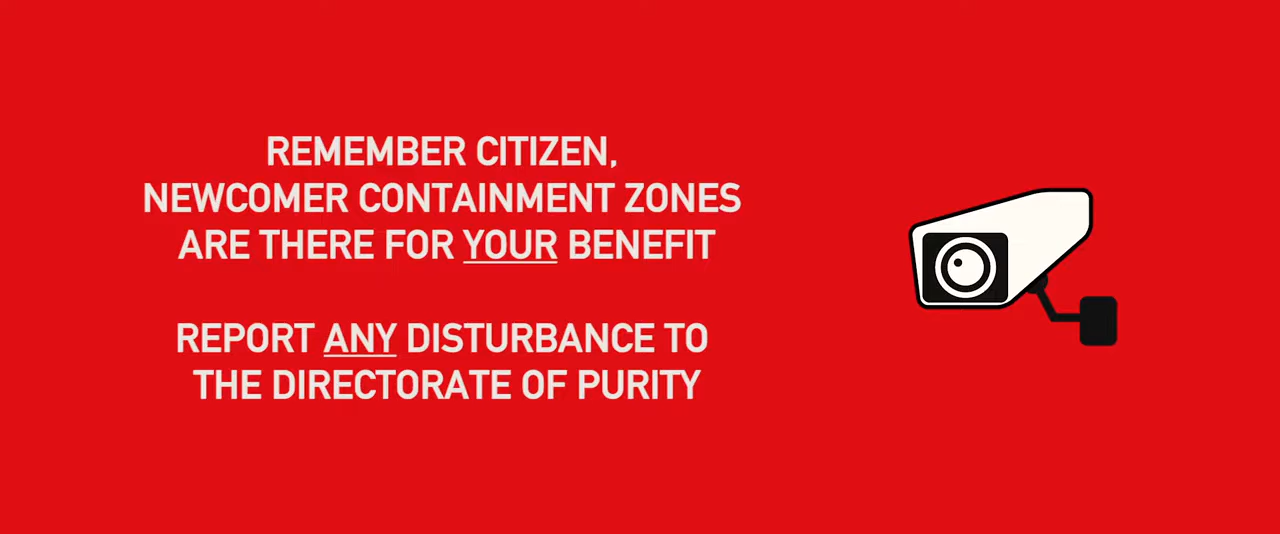 REMEMBER CITIZEN,
NEWCOMER CONTAINMENT ZONES
ARE THERE FOR YOUR BENEFIT
REPORT ANY DISTURBANCE TO
THE DIRECTORATE OF PURITY